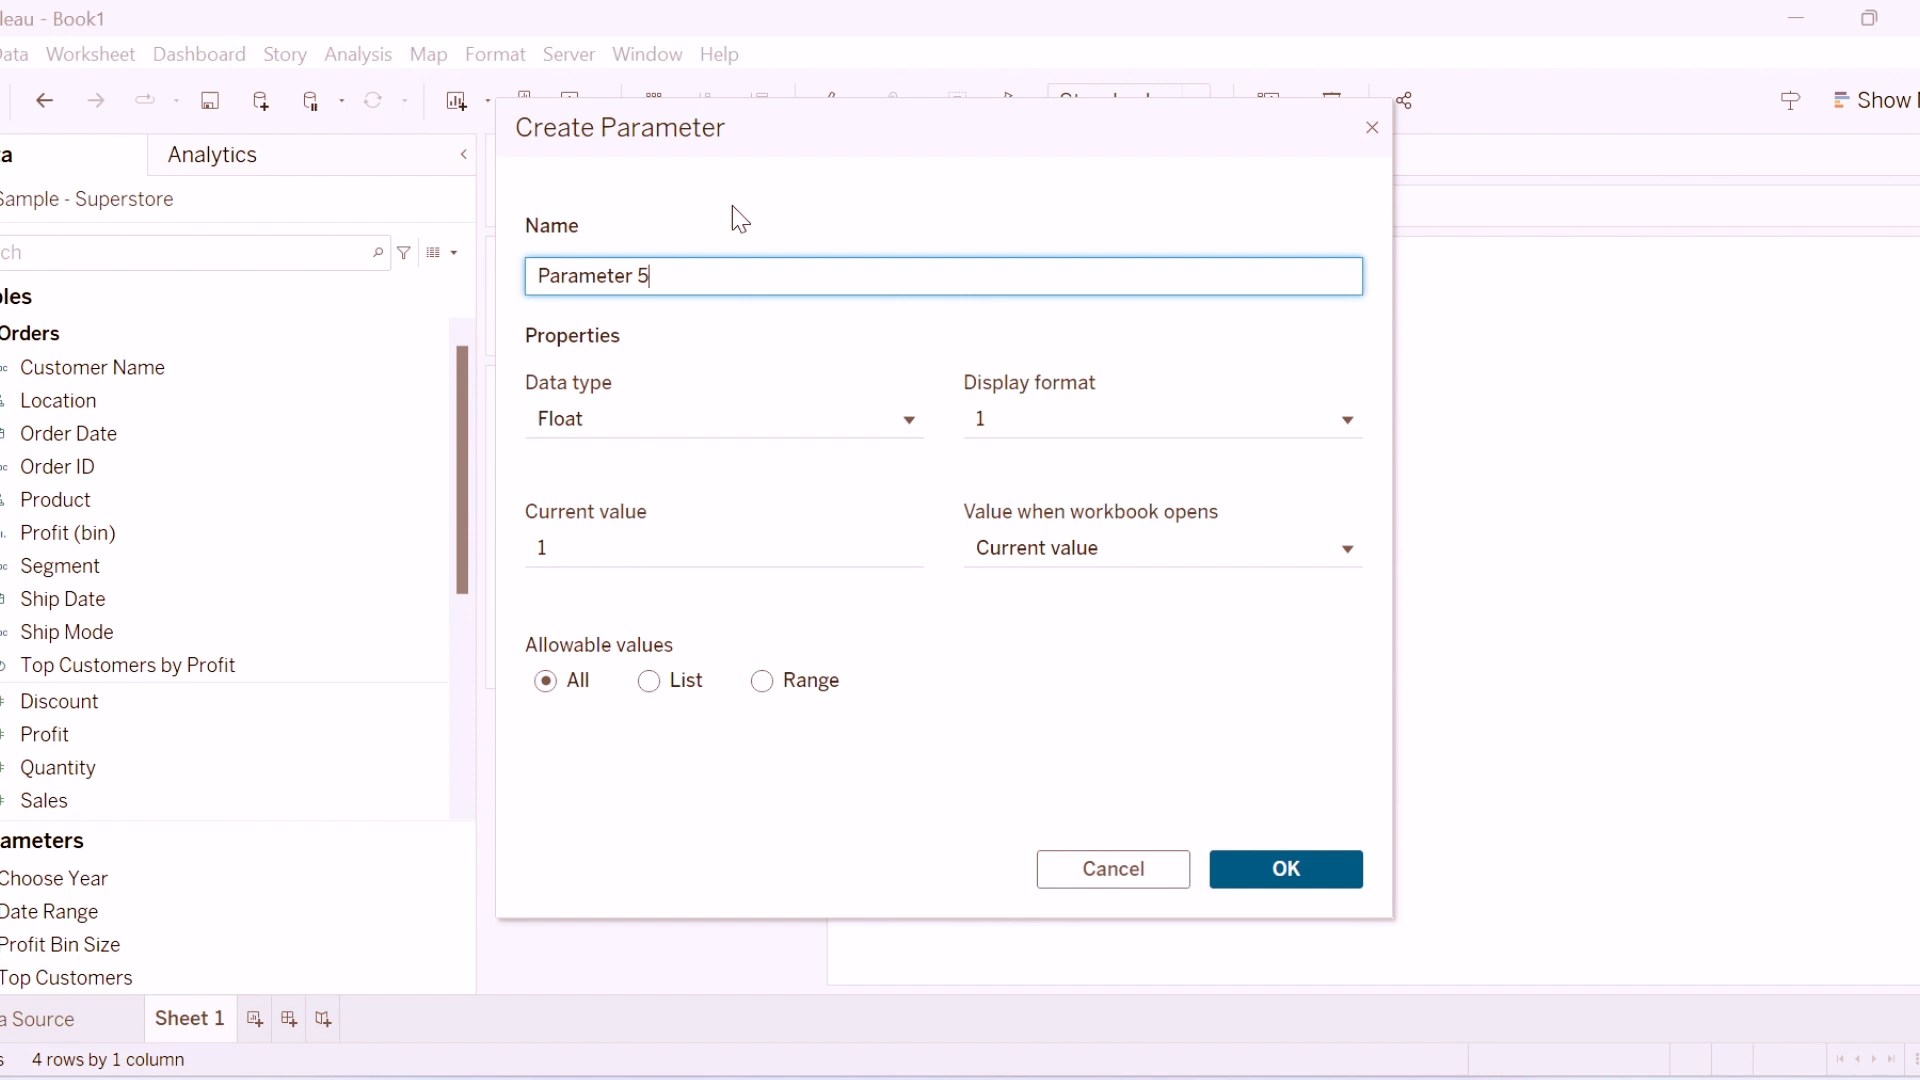 leau - Book1
Data Worksheet Dashboard Story Analysis Map Format Server Window Help
Show
Create Parameter
a Analytics
Sample - Superstore
ch
Name
Parameter 5
les
Orders
Customer Name
Location
Order Date
Order ID
Product
Profit (bin)
Segment
Ship Date
Ship Mode
Top Customers by Profit
Discount
Profit
Quantity
Sales
Properties
Data type Display format
Float 1
Current value Value when workbook opens
1 Current value
Allowable values
All List Range
Cancel OK
ameters
Choose Year
Date Range
Profit Bin Size
Top Customers
a Source Sheet 1
s 4 rows by 1 column